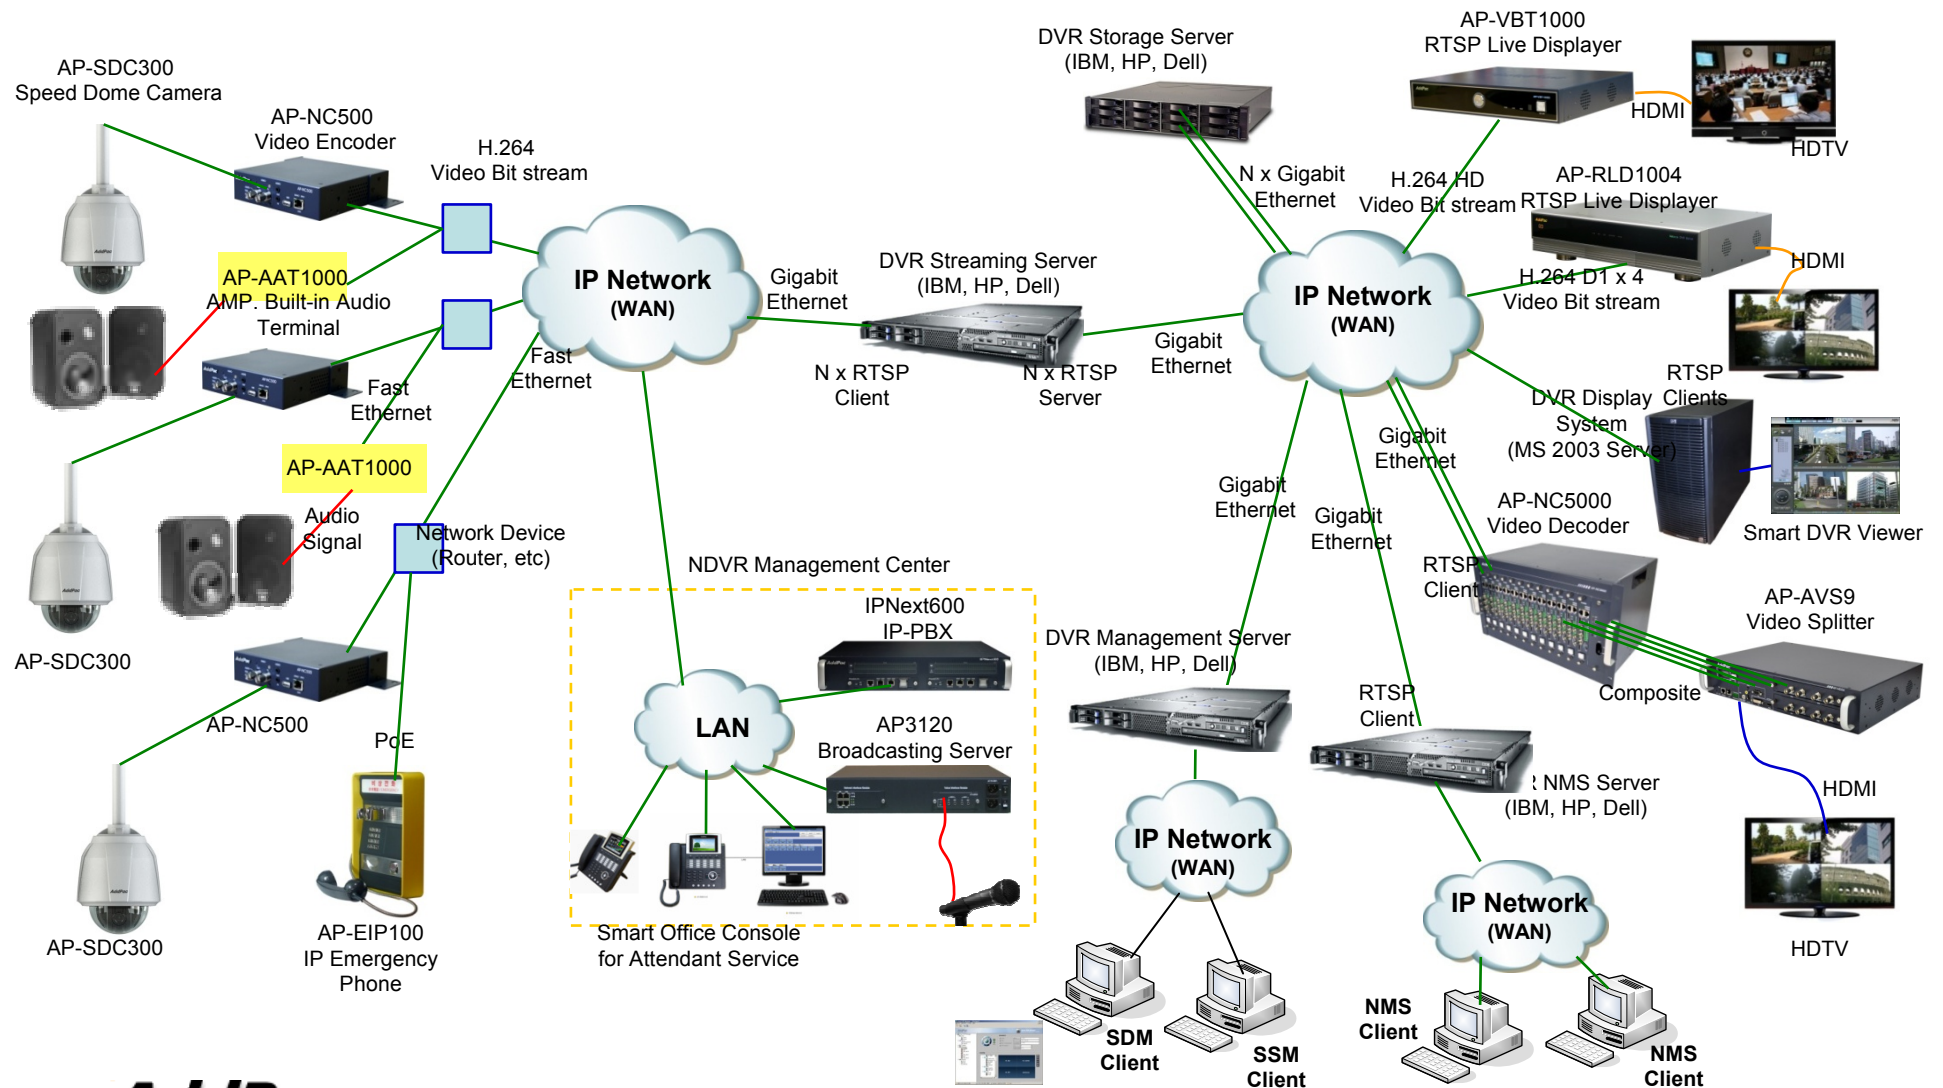 AP-SDC300
Speed Dome Camera
AP-NC500
Video Encoder
H.264
Video Bit stream
AP-AAT1000
AMP. Built-in Audio
Terminal
Fast
Ethernet
AP-AAT1000
Audio
Signal
AP-SDC300
AP-NC500
AP-SDC300
PoE
AP-EIP100
IP Emergency
Phone
Network Device
(Router, etc)
Fast
Ethernet
IP Network
(WAN)
Gigabit
Ethernet
DVR Streaming Server
(IBM, HP, Dell)
N x RTSP
Client
N x RTSP
Server
Gigabit
Ethernet
NDVR Management Center
IPNext600
IP-PBX
LAN
AP3120
Broadcasting Server
Smart Office Console
for Attendant Service
DVR Storage Server
(IBM, HP, Dell)
N x Gigabit
Ethernet
IP Network
(WAN)
AP-VBT1000
RTSP Live Displayer
HDMI
HDTV
H.264 HD
Video Bit stream
AP-RLD1004
RTSP Live Displayer
HDMI
H.264 D1 x 4
Video Bit stream
RTSP
Clients
DVR Display
System
(MS 2003 Server)
Smart DVR Viewer
Gigabit
Ethernet
Gigabit
Ethernet
Gigabit
Ethernet
AP-NC5000
Video Decoder
RTSP
Client
AP-AVS9
Video Splitter
Composite
HDMI
HDTV
DVR Management Server
(IBM, HP, Dell)
RTSP
Client
R NMS Server
(IBM, HP, Dell)
IP Network
(WAN)
IP Network
(WAN)
SDM
Client
SSM
Client
NMS
Client
NMS
Client